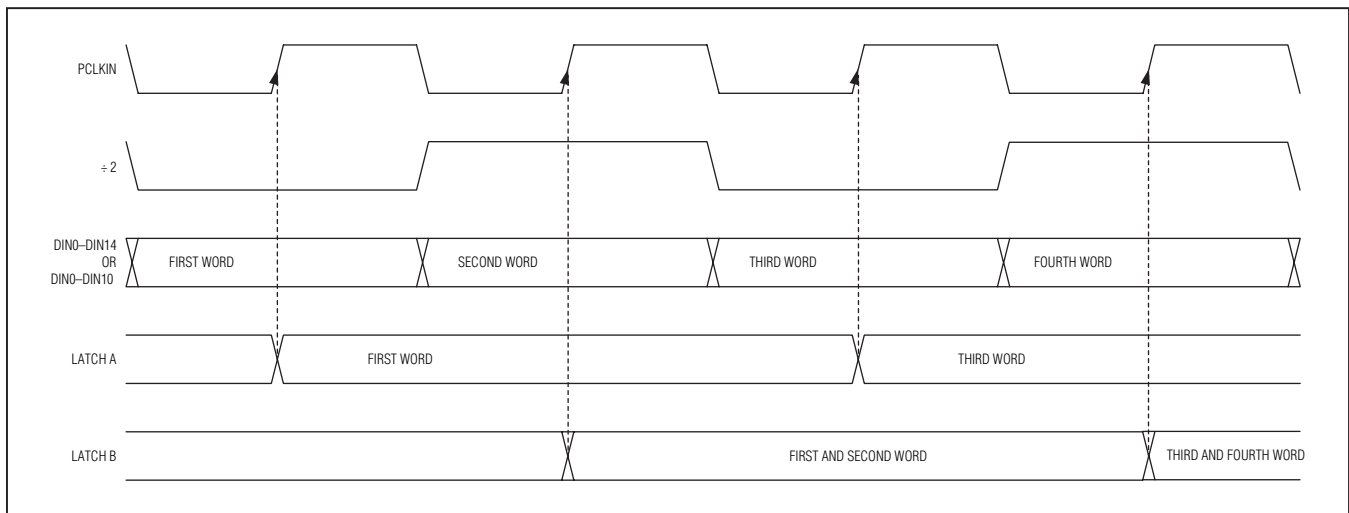 PCLKIN
÷ 2
DIN0–DIN14
OR
DIN0–DIN10
FIRST WORD
SECOND WORD
THIRD WORD
FOURTH WORD
LATCH A
FIRST WORD
THIRD WORD
LATCH B
FIRST AND SECOND WORD
THIRD AND FOURTH WORD